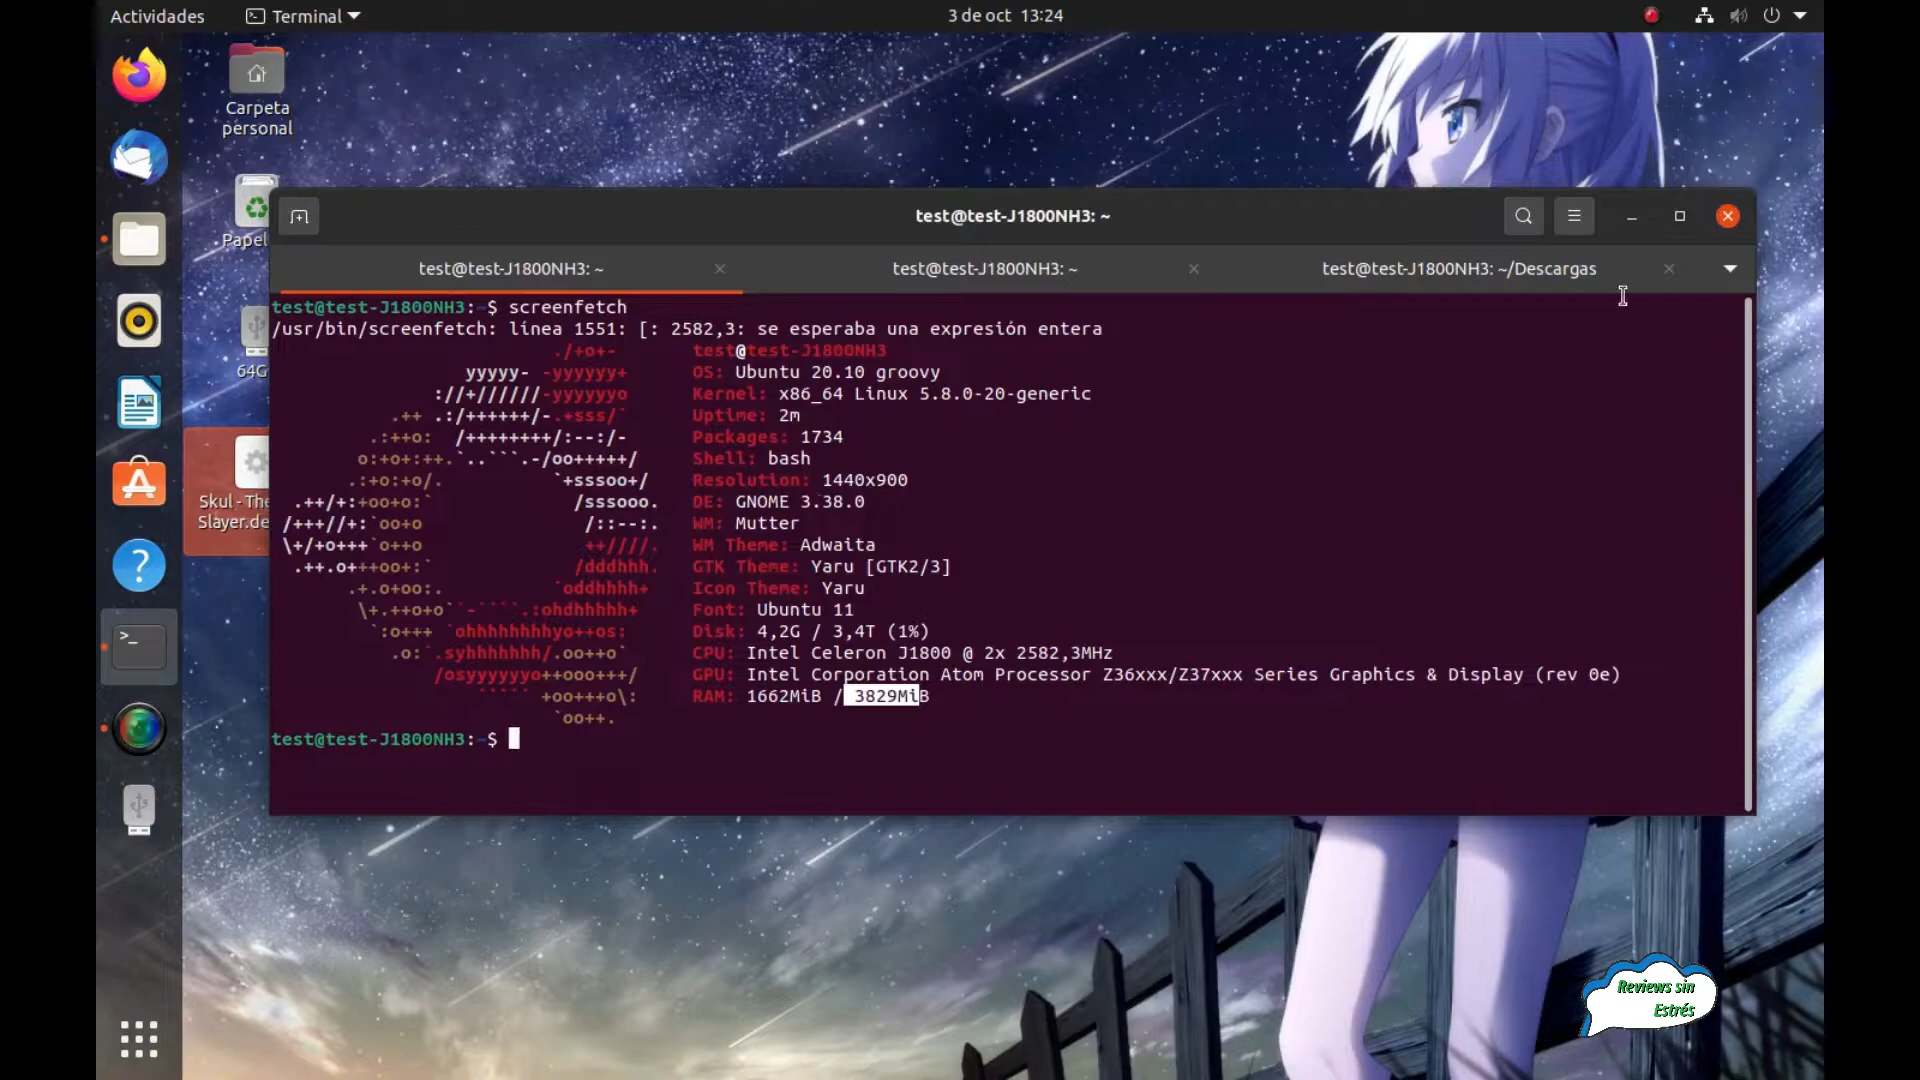 Actividades
Terminal
3 de oct 13:24
Carpeta
personal
Papel
64G
Skul - The
Slayer.de
test@test-J1800NH3: ~
test@test-J1800NH3: ~
test@test-J1800NH3: ~
test@test-J1800NH3: ~/Descargas
test@test-J1800NH3:~$ screenfetch
/usr/bin/screenfetch: línea 1551: [: 2582,3: se esperaba una expresión entera
test@test-J1800NH3
OS: Ubuntu 20.10 groovy
Kernel: x86_64 Linux 5.8.0-20-generic
Uptime: 2m
Packages: 1734
Shell: bash
Resolution: 1440x900
DE: GNOME 3.38.0
WM: Mutter
WM Theme: Adwaita
GTK Theme: Yaru [GTK2/3]
Icon Theme: Yaru
Font: Ubuntu 11
Disk: 4,2G / 3,4T (1%)
CPU: Intel Celeron J1800 @ 2x 2582,3MHz
GPU: Intel Corporation Atom Processor Z36xxx/Z37xxx Series Graphics & Display (rev 0e)
RAM: 1662MiB / 3829MiB
test@test-J1800NH3:~$
Reviews sin
Estrés